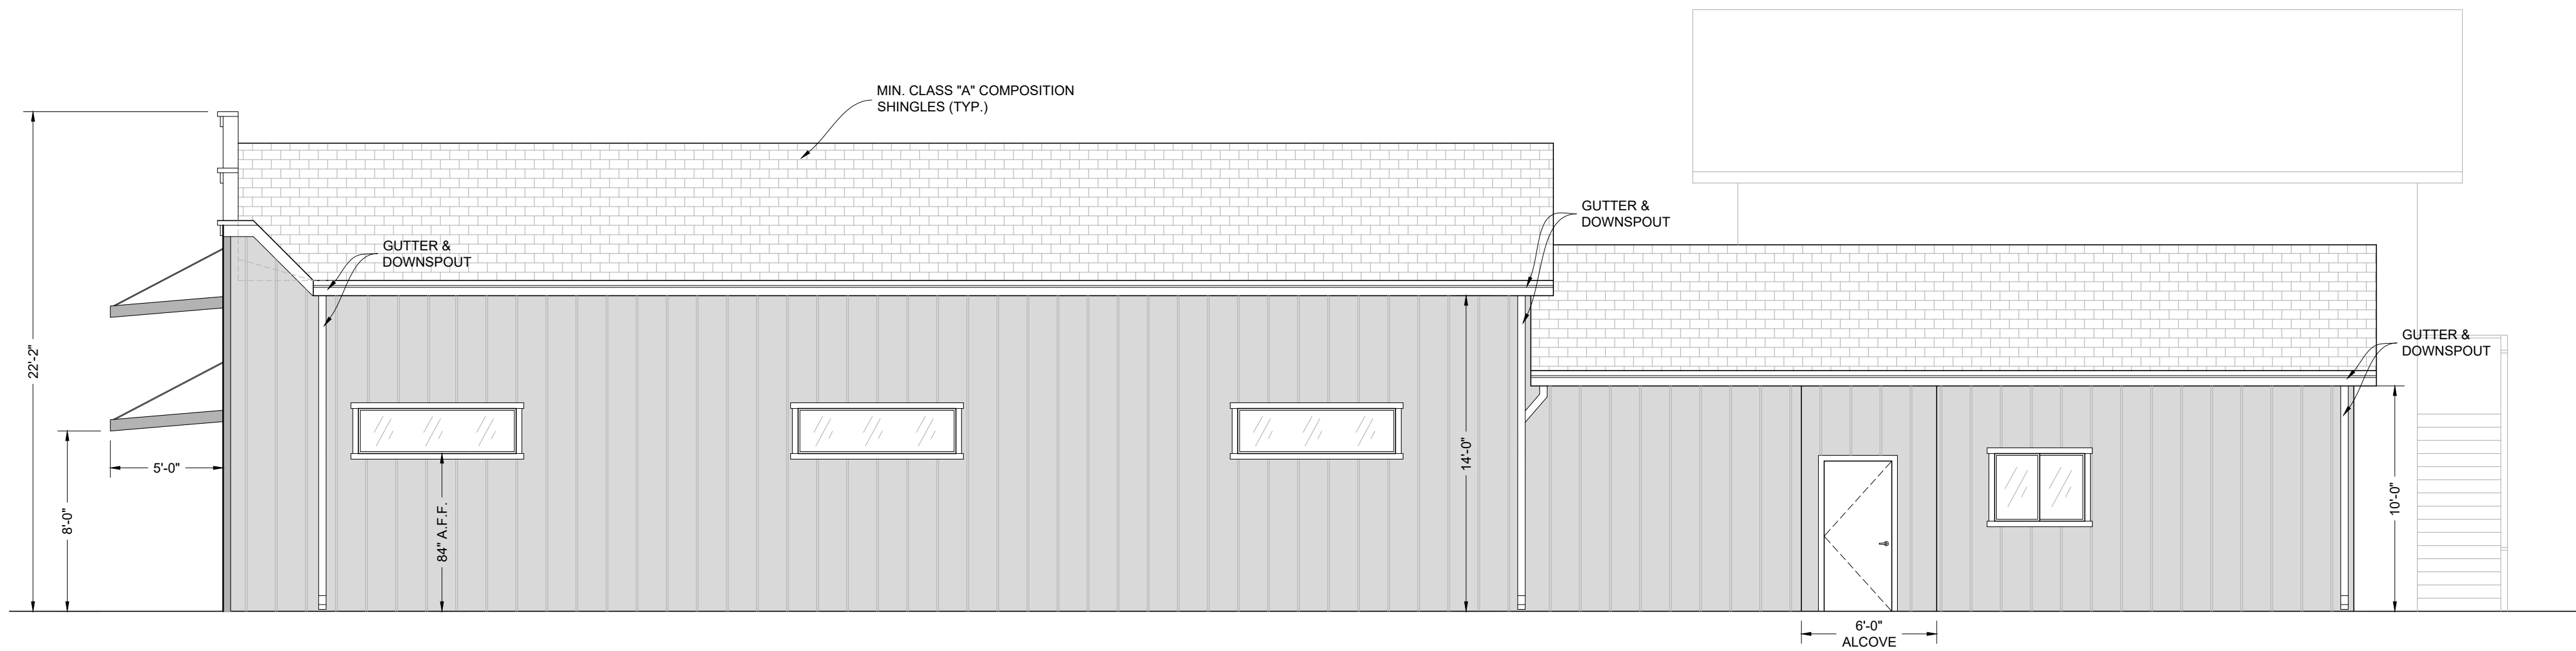 MIN. CLASS "A" COMPOSITION
SHINGLES (TYP.)
GUTTER &
DOWNSPOUT
GUTTER &
DOWNSPOUT
GUTTER &
DOWNSPOUT
22'-2"
8'-0"
5'-0"
84" A.F.F.
14'-0"
10'-0"
6'-0"
ALCOVE